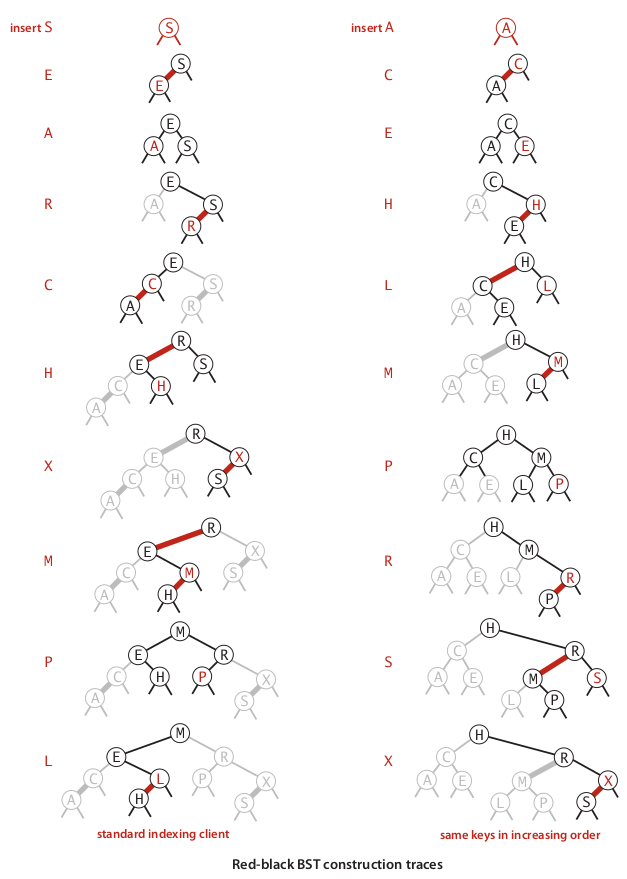 insert S
S
E
S
E
A
E
A S
R
E
A S
R
C
E
C S
A R
H
R
E S
C H
A
X
R
E X
C H S
A
M
R
E X
C M S
A H
P
M
E R
C H P X
A S
L
M
E R
C L P X
A H S
standard indexing client
insert A
A
C
C
A
E
C
A E
H
C
A H
E
L
H
C L
A E
M
H
C M
A E L
P
H
C M
A E L P
R
H
C M
A E L R
P
S
H
C R
A E M S
L P
X
H
C R
A E M X
L P S
same keys in increasing order
Red-black BST construction traces